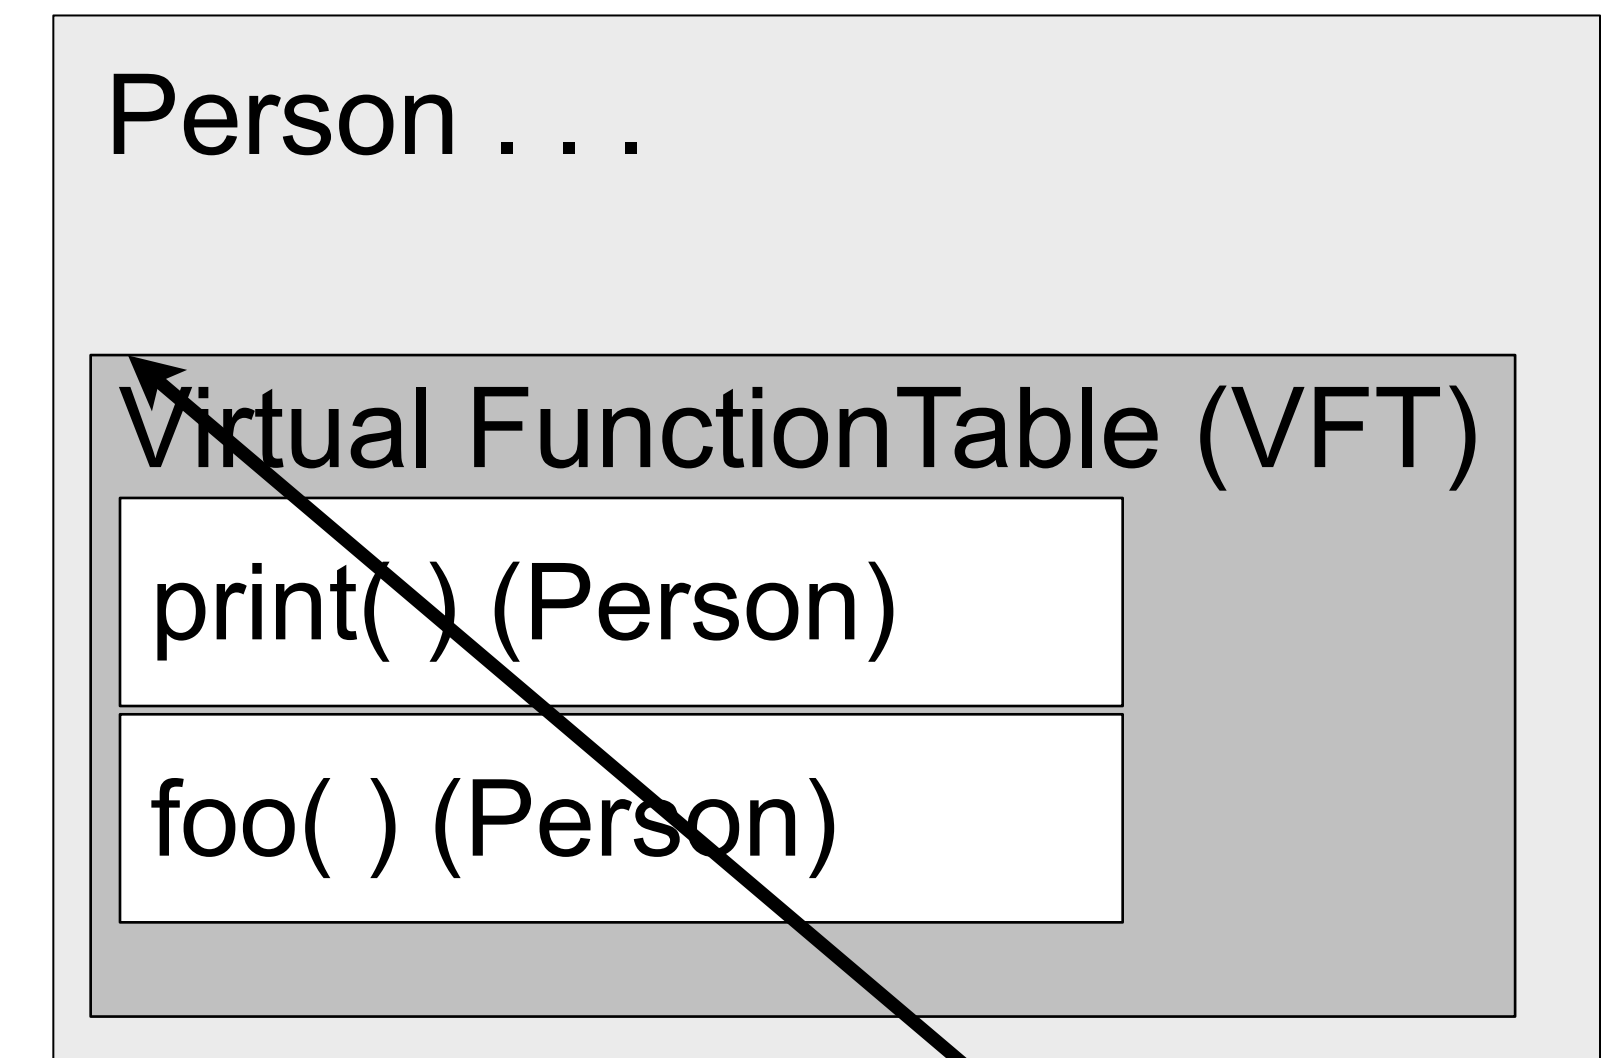 Person . . .
Virtual FunctionTable (VFT)
print( ) (Person)
foo( ) (Person)